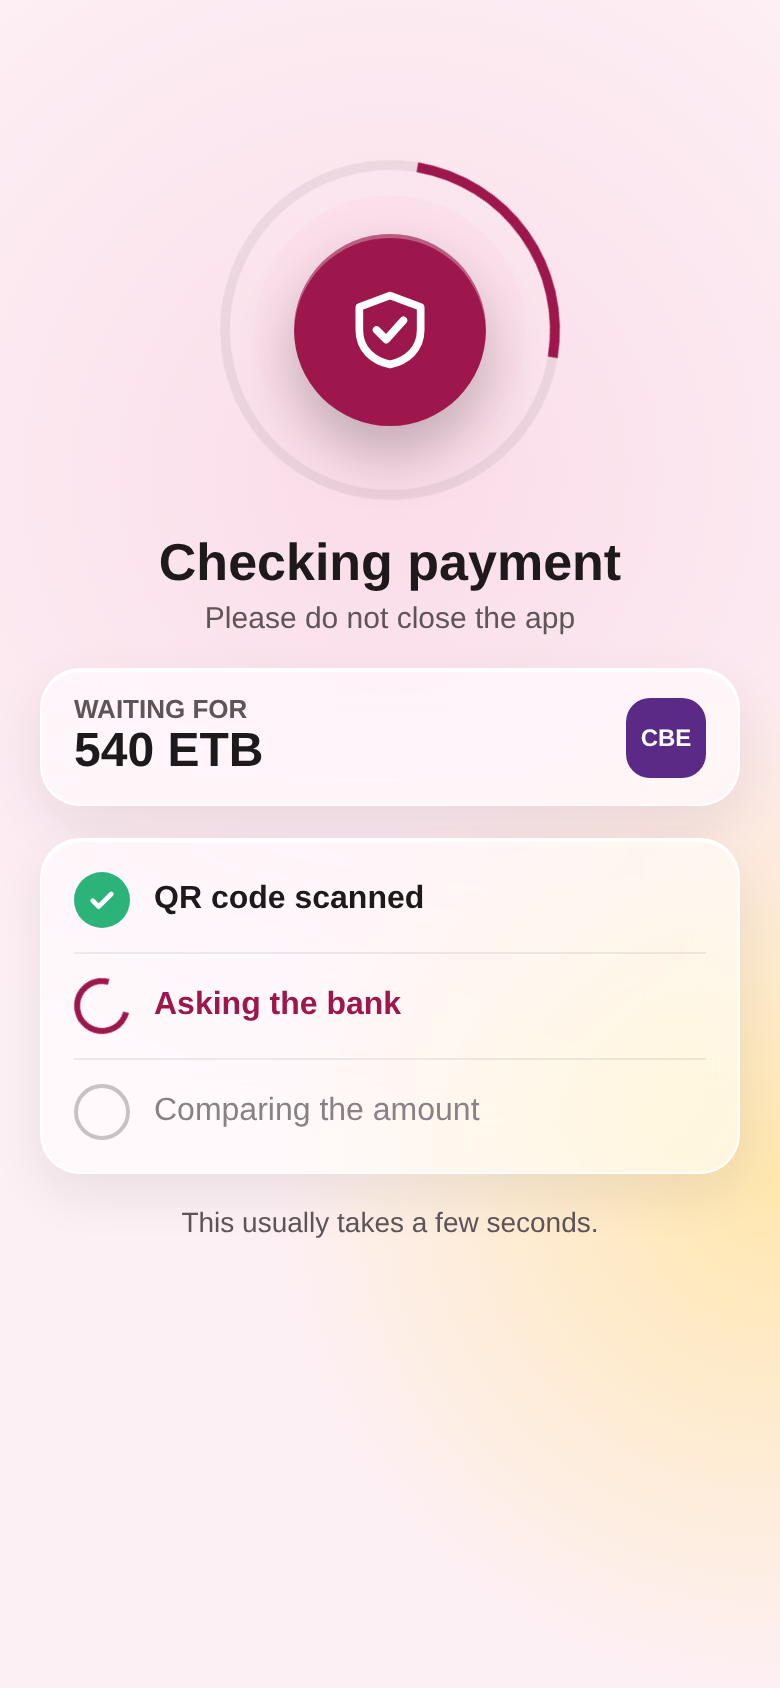 Checking payment
Please do not close the app
WAITING FOR
540 ETB
CBE
QR code scanned
Asking the bank
Comparing the amount
This usually takes a few seconds.